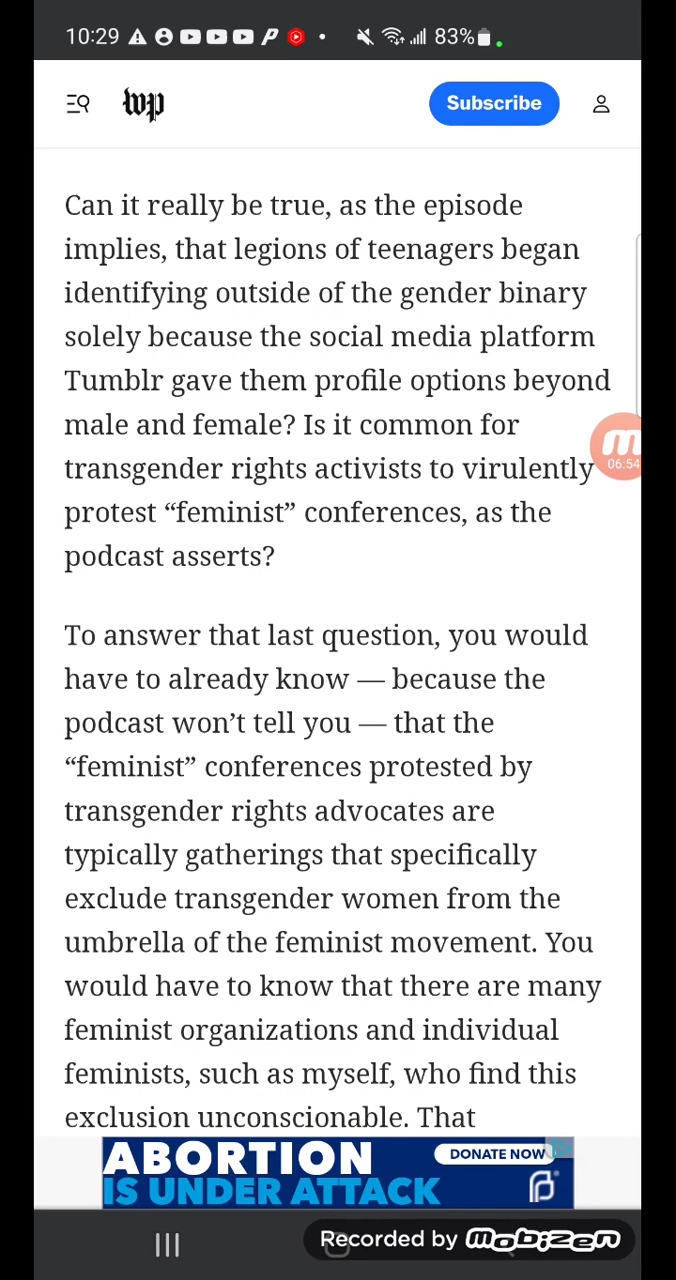 10:29
83%
wp
Subscribe
Can it really be true, as the episode
implies, that legions of teenagers began
identifying outside of the gender binary
solely because the social media platform
Tumblr gave them profile options beyond
male and female? Is it common for
transgender rights activists to virulently
06:54
protest “feminist” conferences, as the
podcast asserts?
To answer that last question, you would
have to already know — because the
podcast won’t tell you — that the
“feminist” conferences protested by
transgender rights advocates are
typically gatherings that specifically
exclude transgender women from the
umbrella of the feminist movement. You
would have to know that there are many
feminist organizations and individual
feminists, such as myself, who find this
exclusion unconscionable. That
ABORTION
DONATE NOW
IS UNDER ATTACK
Recorded by mobizen